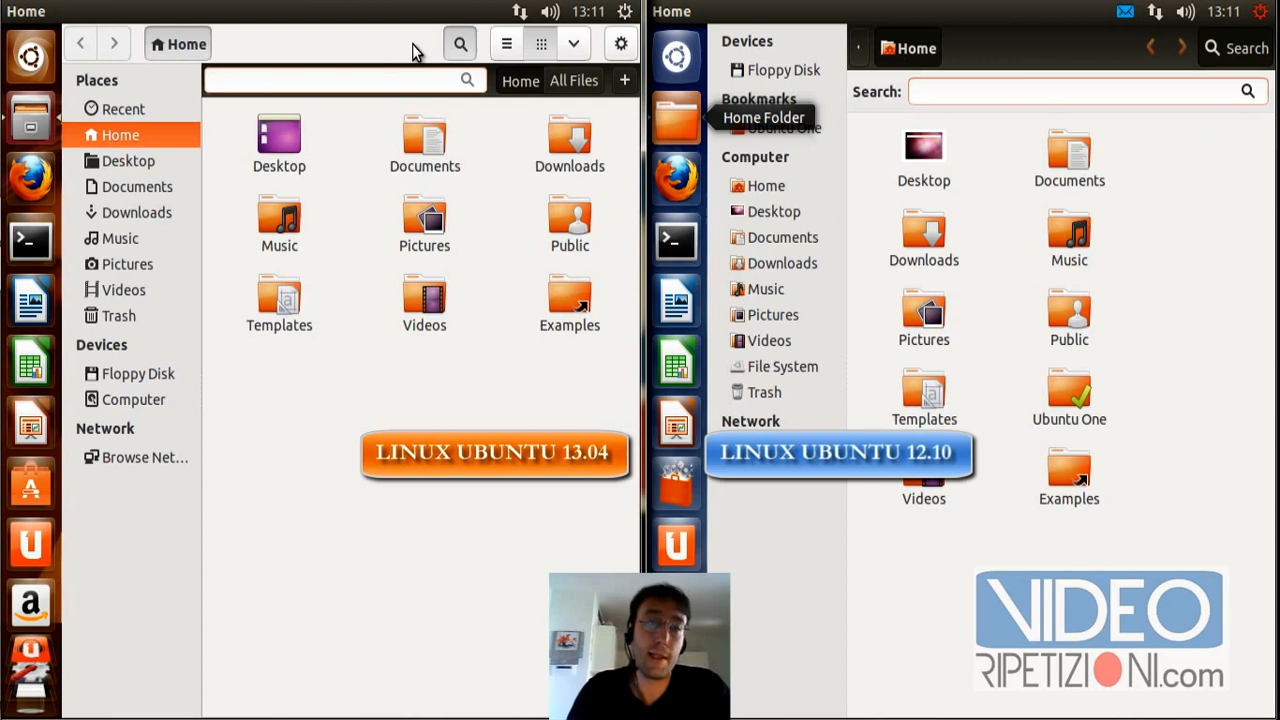 Home
13:11
Home
Places
Recent
Home
Desktop
Documents
Downloads
Music
Pictures
Videos
Trash
Devices
Floppy Disk
Computer
Network
Browse Net...
Home All Files +
Desktop Documents Downloads
Music Pictures Public
Templates Videos Examples
LINUX UBUNTU 13.04
Home
13:11
Devices
Floppy Disk
Bookmarks
Ubuntu One
Home Folder
Computer
Home
Desktop
Documents
Downloads
Music
Pictures
Videos
File System
Trash
Network
Home
Search
Search:
Desktop Documents
Downloads Music
Pictures Public
Templates Ubuntu One
Videos Examples
LINUX UBUNTU 12.10
VIDEO
RIPETIZIONI.com